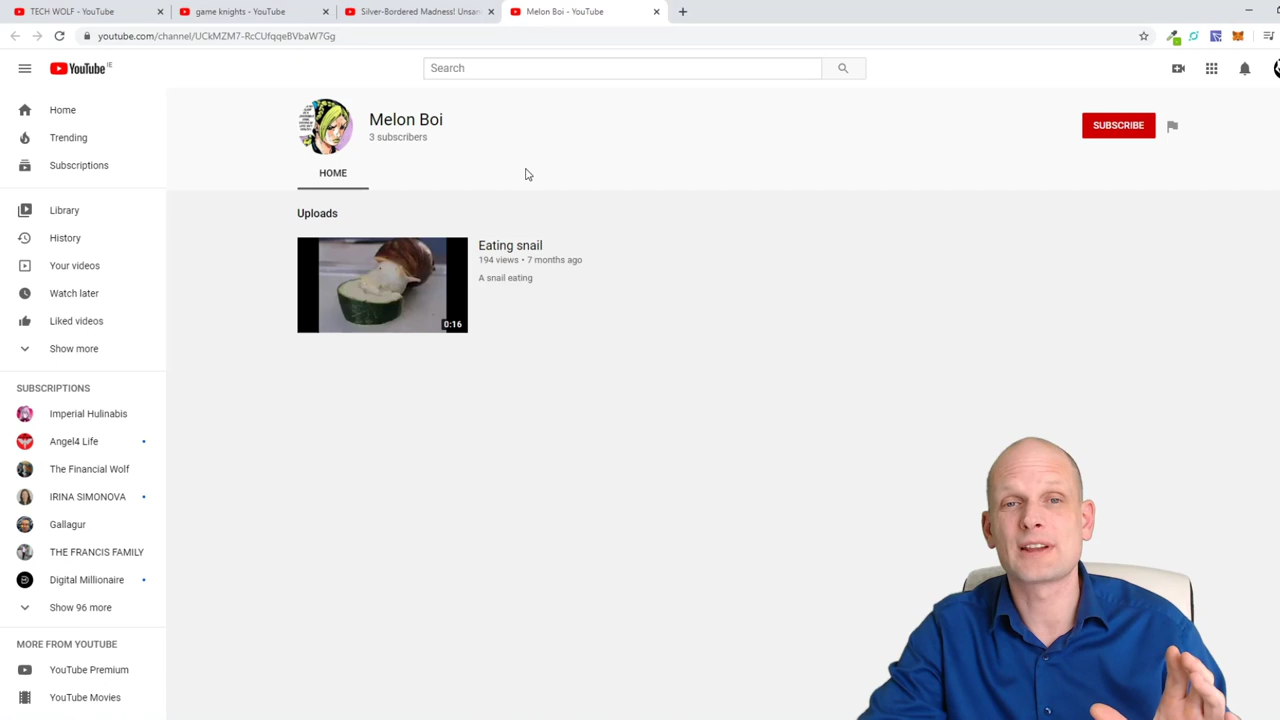 TECH WOLF - YouTube
game knights - YouTube
Silver-Bordered Madness! Unsan
Melon Boi - YouTube
youtube.com/channel/UCkMZM7-RcCUfqqeBVbaW7Gg
YouTube IE
Search
Home
Trending
Subscriptions
Library
History
Your videos
Watch later
Liked videos
Show more
SUBSCRIPTIONS
Imperial Hulinabis
Angel4 Life
The Financial Wolf
IRINA SIMONOVA
Gallagur
THE FRANCIS FAMILY
Digital Millionaire
Show 96 more
MORE FROM YOUTUBE
YouTube Premium
YouTube Movies
Melon Boi
3 subscribers
SUBSCRIBE
HOME
Uploads
0:16
Eating snail
194 views • 7 months ago
A snail eating